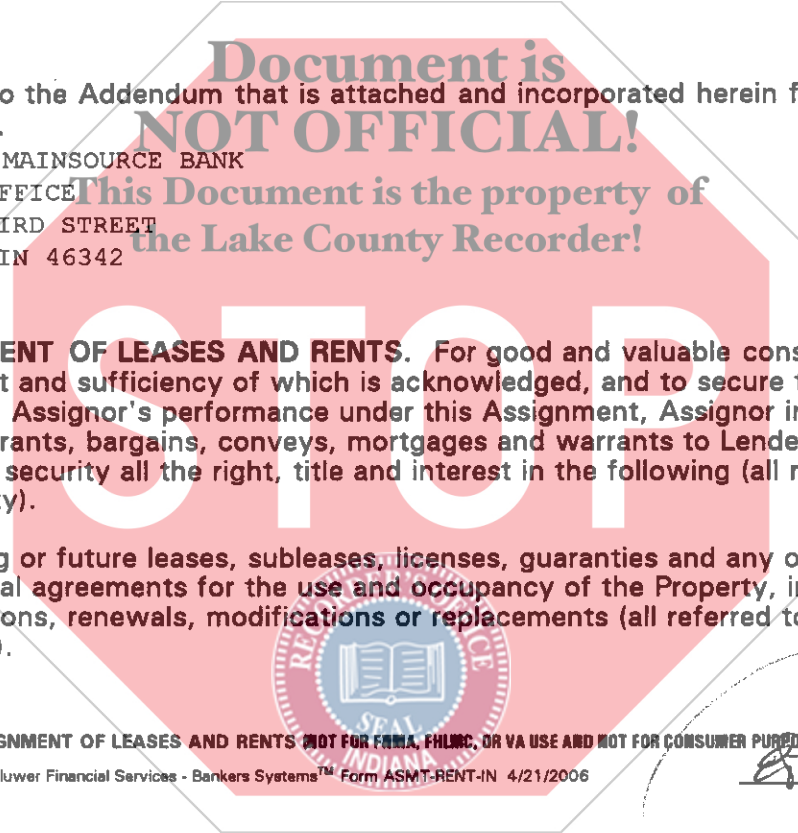 Document is
o the Addendum that is attached and incorporated herein f
NOT OFFICIAL!
MAINSOURCE BANK
FFICE
This Document is the property of
IRD STREET
the Lake County Recorder!
IN 46342
STOP
ENT OF LEASES AND RENTS. For good and valuable cons
t and sufficiency of which is acknowledged, and to secure
Assignor's performance under this Assignment, Assignor i
rants, bargains, conveys, mortgages and warrants to Lende
security all the right, title and interest in the following (all r
y).
g or future leases, subleases, licenses, guaranties and any o
al agreements for the use and occupancy of the Property, i
ons, renewals, modifications or replacements (all referred to
).
RECORDER'S OFFICE
SEAL
INDIANA
GNMENT OF LEASES AND RENTS (NOT FOR FNMA, FHLMC, OR VA USE AND NOT FOR CONSUMER PURPO
luwer Financial Services - Bankers Systems™ Form ASMT-RENT-IN 4/21/2006